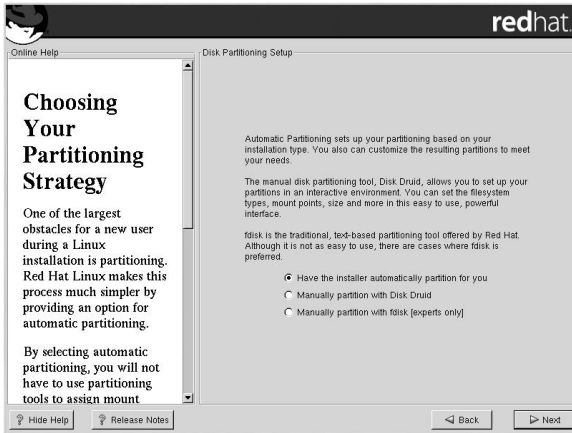 redhat.
Online Help
Choosing
Your
Partitioning
Strategy
One of the largest
obstacles for a new user
during a Linux
installation is partitioning.
Red Hat Linux makes this
process much simpler by
providing an option for
automatic partitioning.
By selecting automatic
partitioning, you will not
have to use partitioning
tools to assign mount
Disk Partitioning Setup
Automatic Partitioning sets up your partitioning based on your
installation type. You also can customize the resulting partitions to meet
your needs.
The manual disk partitioning tool, Disk Druid, allows you to set up your
partitions in an interactive environment. You can set the filesystem
types, mount points, size and more in this easy to use, powerful
interface.
fdisk is the traditional, text-based partitioning tool offered by Red Hat.
Although it is not as easy to use, there are cases where fdisk is
preferred.
Have the installer automatically partition for you
Manually partition with Disk Druid
Manually partition with fdisk [experts only]
Hide Help
Release Notes
Back
Next